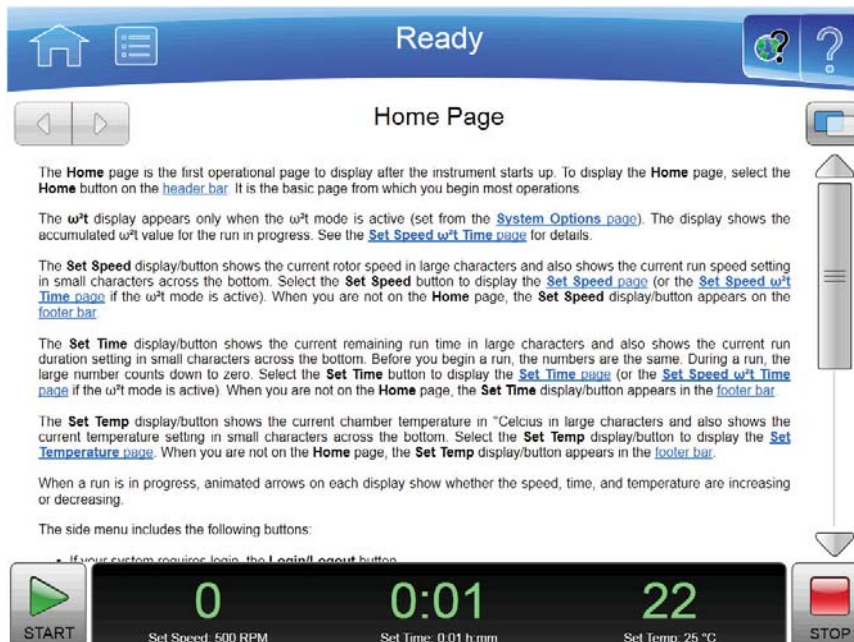 Ready
Home Page
The Home page is the first operational page to display after the instrument starts up. To display the Home page, select the
Home button on the header bar. It is the basic page from which you begin most operations.
The ω²t display appears only when the ω²t mode is active (set from the System Options page). The display shows the
accumulated ω²t value for the run in progress. See the Set Speed ω²t Time page for details.
The Set Speed display/button shows the current rotor speed in large characters and also shows the current run speed setting
in small characters across the bottom. Select the Set Speed button to display the Set Speed page (or the Set Speed ω²t
Time page if the ω²t mode is active). When you are not on the Home page, the Set Speed display/button appears on the
footer bar.
The Set Time display/button shows the current remaining run time in large characters and also shows the current run
duration setting in small characters across the bottom. Before you begin a run, the numbers are the same. During a run, the
large number counts down to zero. Select the Set Time button to display the Set Time page (or the Set Speed ω²t Time
page if the ω²t mode is active). When you are not on the Home page, the Set Time display/button appears in the footer bar.
The Set Temp display/button shows the current chamber temperature in °Celcius in large characters and also shows the
current temperature setting in small characters across the bottom. Select the Set Temp display/button to display the Set
Temperature page. When you are not on the Home page, the Set Temp display/button appears in the footer bar.
When a run is in progress, animated arrows on each display show whether the speed, time, and temperature are increasing
or decreasing.
The side menu includes the following buttons:
• If your system requires login, the Login/Logout button
0 0:01 22
START Set Speed: 500 RPM Set Time: 0:01 h:mm Set Temp: 25 °C STOP